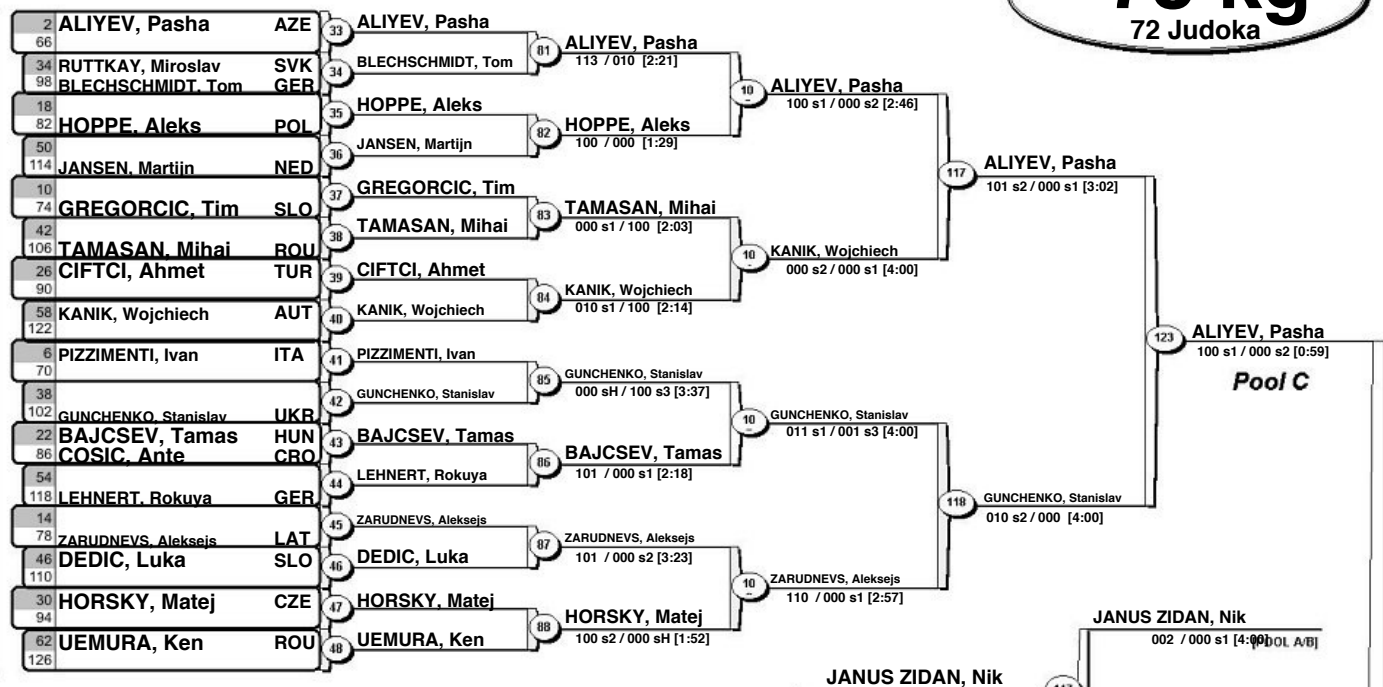 72 Judoka
2 ALIYEV, Pasha AZE
66
34 RUTTKAY, Miroslav SVK
98 BLECHSCHMIDT, Tom GER
18
82 HOPPE, Aleks POL
50
114 JANSEN, Martijn NED
10
74 GREGORCIC, Tim SLO
42
106 TAMASAN, Mihai ROU
26 CIFTCI, Ahmet TUR
90
58 KANIK, Wojchiech AUT
122
6 PIZZIMENTI, Ivan ITA
70
38
102 GUNCHENKO, Stanislav UKR
22 BAJCSEV, Tamas HUN
86 COSIC, Ante CRO
54
118 LEHNERT, Rokuya GER
14
78 ZARUDNEVS, Aleksejs LAT
46 DEDIC, Luka SLO
110
30 HORSKY, Matej CZE
94
62 UEMURA, Ken ROU
126
33 ALIYEV, Pasha
34 BLECHSCHMIDT, Tom
35 HOPPE, Aleks
36 JANSEN, Martijn
37 GREGORCIC, Tim
38 TAMASAN, Mihai
39 CIFTCI, Ahmet
40 KANIK, Wojchiech
41 PIZZIMENTI, Ivan
42 GUNCHENKO, Stanislav
43 BAJCSEV, Tamas
44 LEHNERT, Rokuya
45 ZARUDNEVS, Aleksejs
46 DEDIC, Luka
47 HORSKY, Matej
48 UEMURA, Ken
81 ALIYEV, Pasha
113 / 010 [2:21]
82 HOPPE, Aleks
100 / 000 [1:29]
83 TAMASAN, Mihai
000 s1 / 100 [2:03]
84 KANIK, Wojchiech
010 s1 / 100 [2:14]
85 GUNCHENKO, Stanislav
000 sH / 100 s3 [3:37]
86 BAJCSEV, Tamas
101 / 000 s1 [2:18]
87 ZARUDNEVS, Aleksejs
101 / 000 s2 [3:23]
88 HORSKY, Matej
100 s2 / 000 sH [1:52]
10 ALIYEV, Pasha
100 s1 / 000 s2 [2:46]
10 KANIK, Wojchiech
000 s2 / 000 s1 [4:00]
10 GUNCHENKO, Stanislav
011 s1 / 001 s3 [4:00]
10 ZARUDNEVS, Aleksejs
110 / 000 s1 [2:57]
117 ALIYEV, Pasha
101 s2 / 000 s1 [3:02]
118 GUNCHENKO, Stanislav
010 s2 / 000 [4:00]
123 ALIYEV, Pasha
100 s1 / 000 s2 [0:59]
Pool C
JANUS ZIDAN, Nik
002 / 000 s1 [4:00]
[POOL A/B]
JANUS ZIDAN, Nik